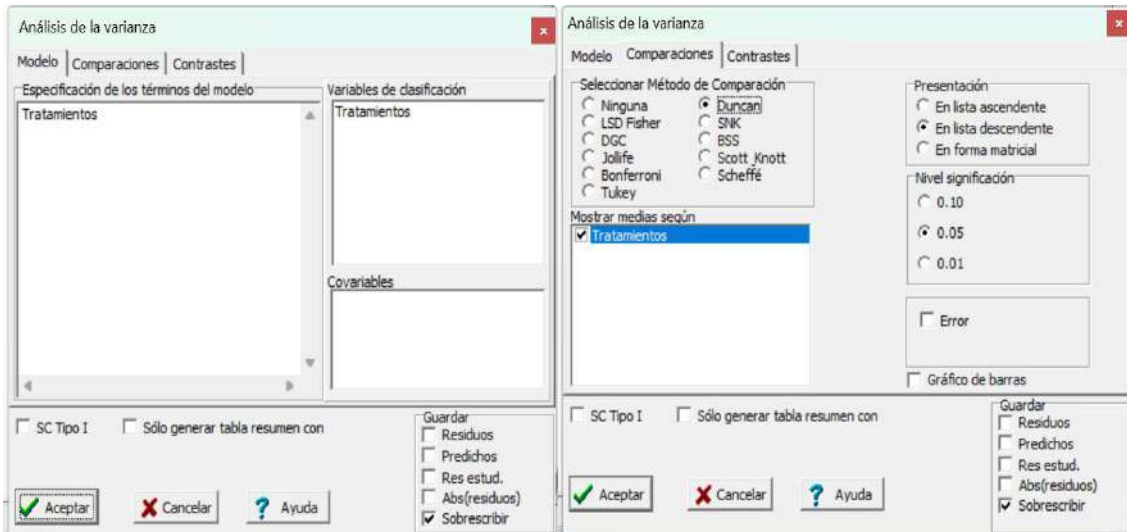 Análisis de la varianza
x
Modelo Comparaciones Contrastes
Especificación de los términos del modelo
Tratamientos
Variables de clasificación
Tratamientos
Covariables
SC Tipo I
Sólo generar tabla resumen con
Guardar
Residuos
Predichos
Res estud.
Abs(residuos)
Sobrescribir
Aceptar
Cancelar
? Ayuda
Análisis de la varianza
x
Modelo Comparaciones Contrastes
Seleccionar Método de Comparación
Ninguna
LSD Fisher
DGC
Jollife
Bonferroni
Tukey
Duncan
SNK
BSS
Scott_Knott
Scheffé
Mostrar medias según
Tratamientos
Presentación
En lista ascendente
En lista descendente
En forma matricial
Nivel significación
0.10
0.05
0.01
Error
Gráfico de barras
SC Tipo I
Sólo generar tabla resumen con
Guardar
Residuos
Predichos
Res estud.
Abs(residuos)
Sobrescribir
Aceptar
Cancelar
? Ayuda